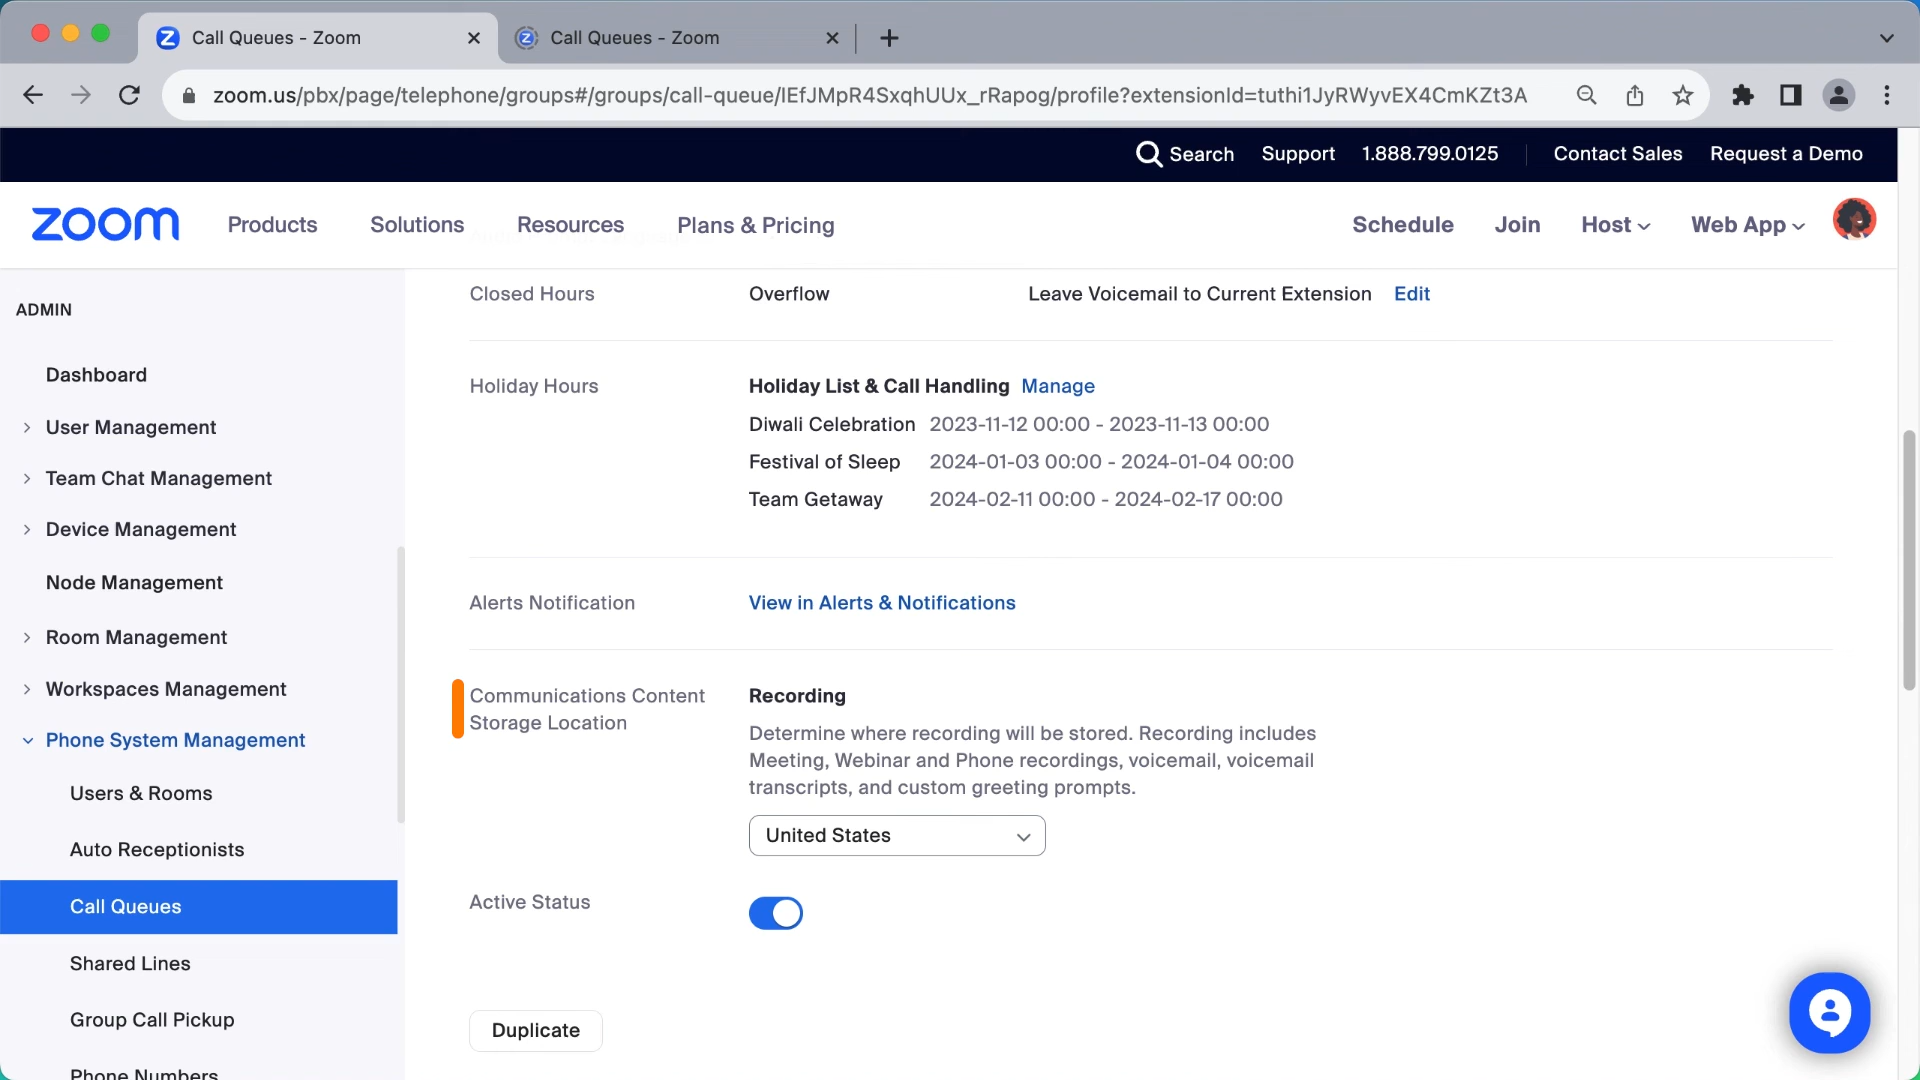 Call Queues - Zoom
Call Queues - Zoom
zoom.us/pbx/page/telephone/groups#/groups/call-queue/IEfJMpR4SxqhUUx_rRapog/profile?extensionId=tuthi1JyRWyvEX4CmKZt3A
Search Support 1.888.799.0125 Contact Sales Request a Demo
zoom Products Solutions Resources Plans & Pricing Schedule Join Host Web App
ADMIN
Dashboard
User Management
Team Chat Management
Device Management
Node Management
Room Management
Workspaces Management
Phone System Management
Users & Rooms
Auto Receptionists
Call Queues
Shared Lines
Group Call Pickup
Phone Numbers
Closed Hours Overflow Leave Voicemail to Current Extension Edit
Holiday Hours Holiday List & Call Handling Manage
Diwali Celebration 2023-11-12 00:00 - 2023-11-13 00:00
Festival of Sleep 2024-01-03 00:00 - 2024-01-04 00:00
Team Getaway 2024-02-11 00:00 - 2024-02-17 00:00
Alerts Notification View in Alerts & Notifications
Communications Content
Storage Location
Recording
Determine where recording will be stored. Recording includes
Meeting, Webinar and Phone recordings, voicemail, voicemail
transcripts, and custom greeting prompts.
United States
Active Status
Duplicate